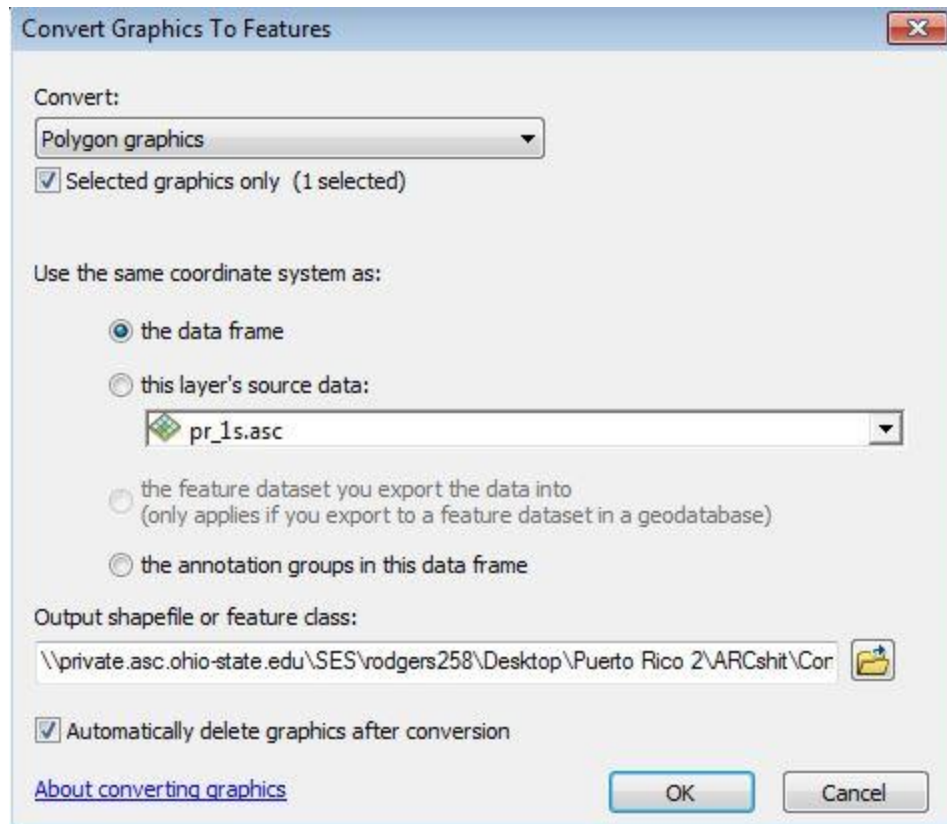 Convert Graphics To Features
Convert:
Polygon graphics
Selected graphics only (1 selected)
Use the same coordinate system as:
the data frame
this layer's source data:
pr_1s.asc
the feature dataset you export the data into
(only applies if you export to a feature dataset in a geodatabase)
the annotation groups in this data frame
Output shapefile or feature class:
\\private.asc.ohio-state.edu\SES\rodgers258\Desktop\Puerto Rico 2\ARCshit\Cor
Automatically delete graphics after conversion
About converting graphics
OK
Cancel